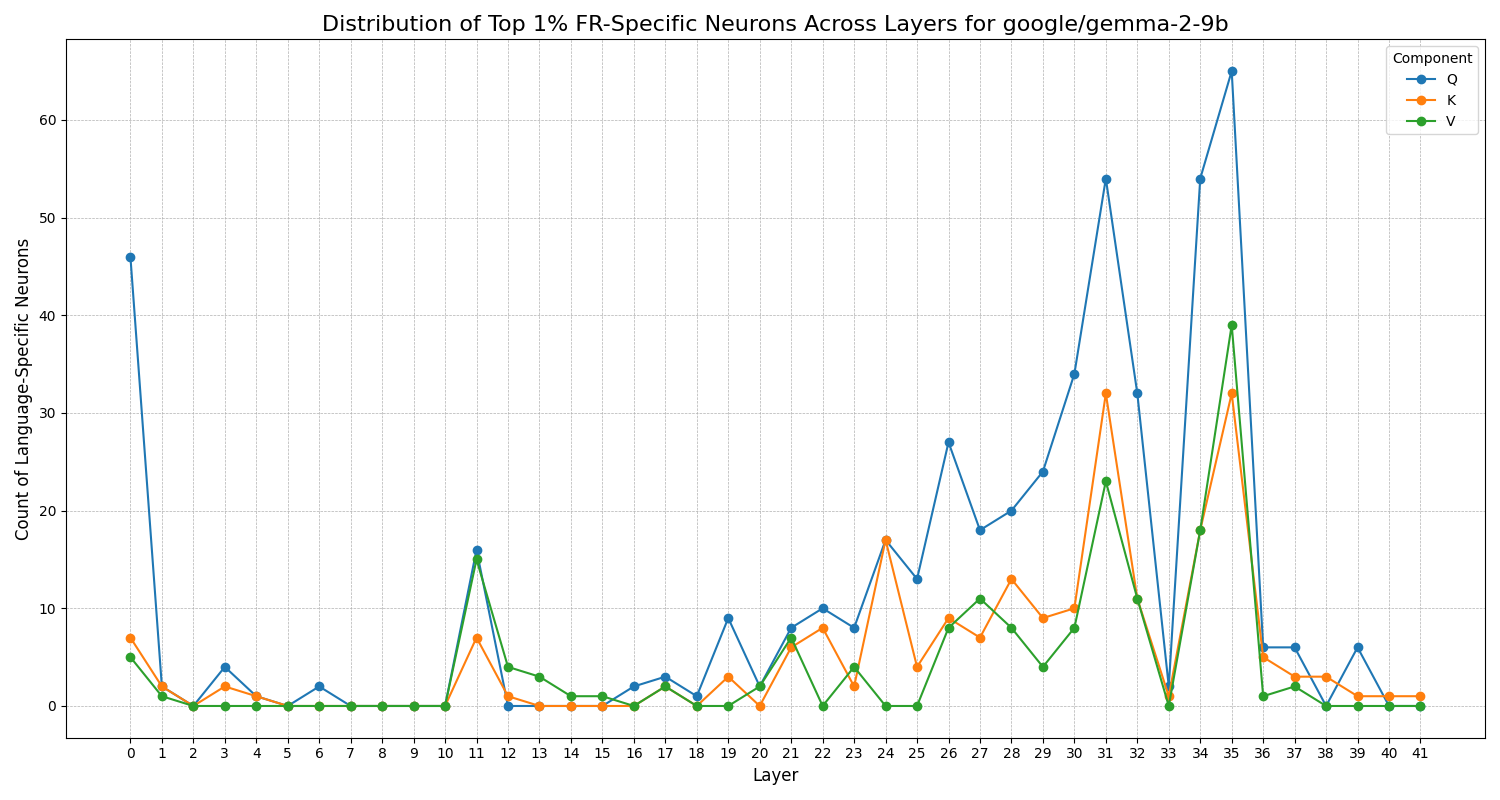 Distribution of Top 1% FR-Specific Neurons Across Layers for google/gemma-2-9b
Component
Q
K
V
Count of Language-Specific Neurons
60
50
40
30
20
10
0
0 1 2 3 4 5 6 7 8 9 10 11 12 13 14 15 16 17 18 19 20 21 22 23 24 25 26 27 28 29 30 31 32 33 34 35 36 37 38 39 40 41
Layer